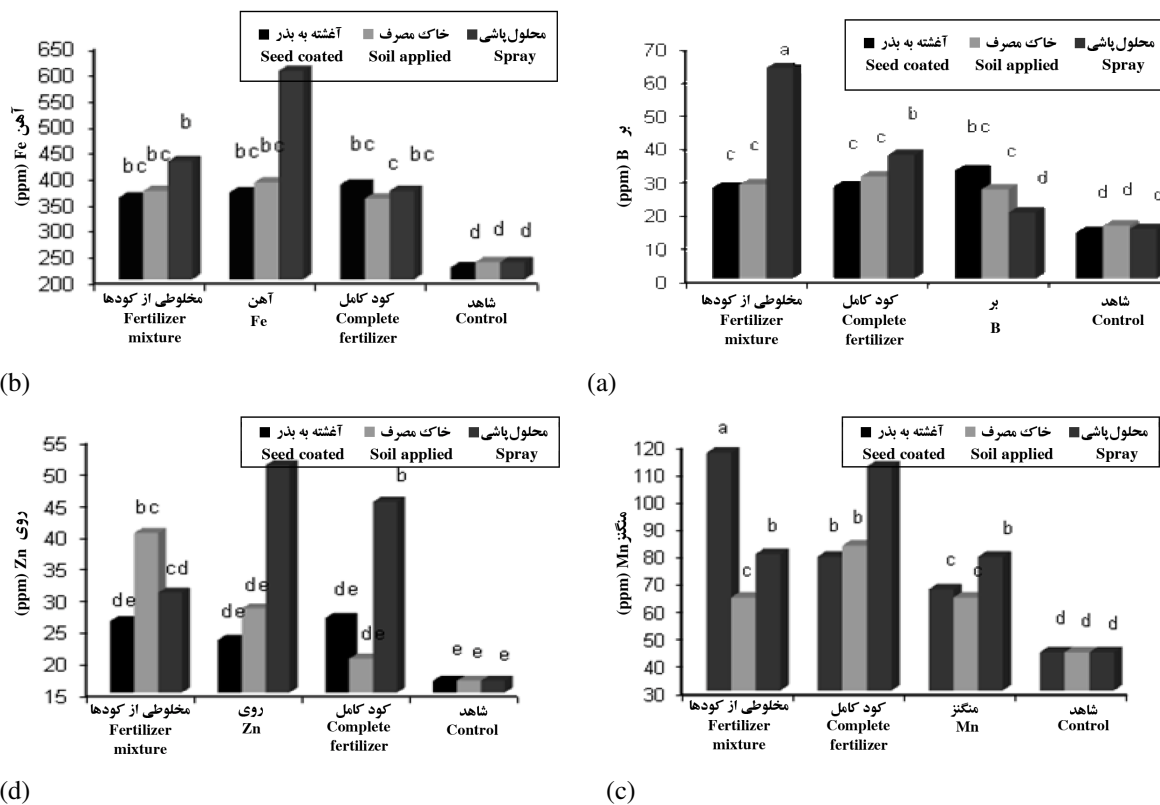 آغشته به بذر خاک مصرف محلول‌پاشی
Seed coated Soil applied Spray
آهن Fe (ppm)
650
600
550
500
450
400
350
300
250
200
bc bc b
bc bc
bc c bc
d d d
مخلوطی از کودها آهن کود کامل شاهد
Fertilizer mixture Fe Complete fertilizer Control
(b)
آغشته به بذر خاک مصرف محلول‌پاشی
Seed coated Soil applied Spray
بر B (ppm)
70
60
50
40
30
20
10
0
c c a
c c b
bc c d
d d d
مخلوطی از کودها کود کامل بر شاهد
Fertilizer mixture Complete fertilizer B Control
(a)
آغشته به بذر خاک مصرف محلول‌پاشی
Seed coated Soil applied Spray
روی Zn (ppm)
55
50
45
40
35
30
25
20
15
de bc cd
de de
de de b
e e e
مخلوطی از کودها روی کود کامل شاهد
Fertilizer mixture Zn Complete fertilizer Control
(d)
آغشته به بذر خاک مصرف محلول‌پاشی
Seed coated Soil applied Spray
منگنز Mn (ppm)
120
110
100
90
80
70
60
50
40
30
a c b
b b
c c b
d d d
مخلوطی از کودها کود کامل منگنز شاهد
Fertilizer mixture Complete fertilizer Mn Control
(c)